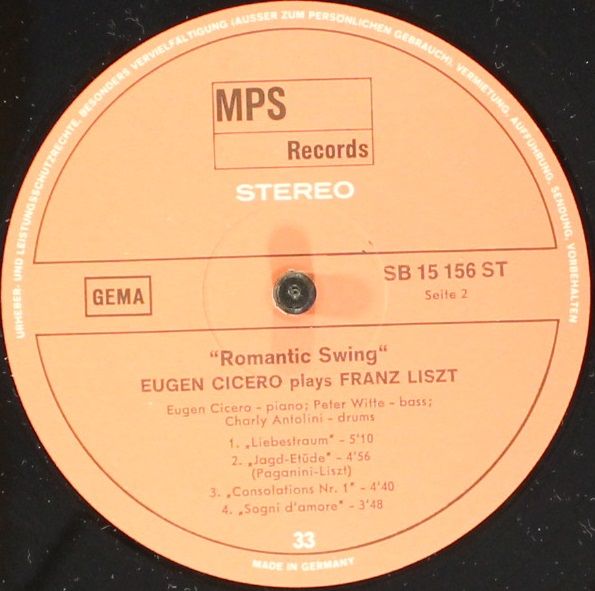 URHEBER- UND LEISTUNGSSCHUTZRECHTE, BESONDERS VERVIELFÄLTIGUNG (AUSSER ZUM PERSÖNLICHEN GEBRAUCH), VERMIETUNG, AUFFÜHRUNG, SENDUNG, VORBEHALTEN
MPS
Records
STEREO
GEMA
SB 15 156 ST
Seite 2
“Romantic Swing“
EUGEN CICERO plays FRANZ LISZT
Eugen Cicero - piano; Peter Witte - bass;
Charly Antolini - drums
1. „Liebestraum“ - 5'10
2. „Jagd-Etüde“ - 4'56
(Paganini-Liszt)
3. „Consolations Nr. 1“ - 4'40
4. „Sogni d'amore“ - 3'48
33
MADE IN GERMANY